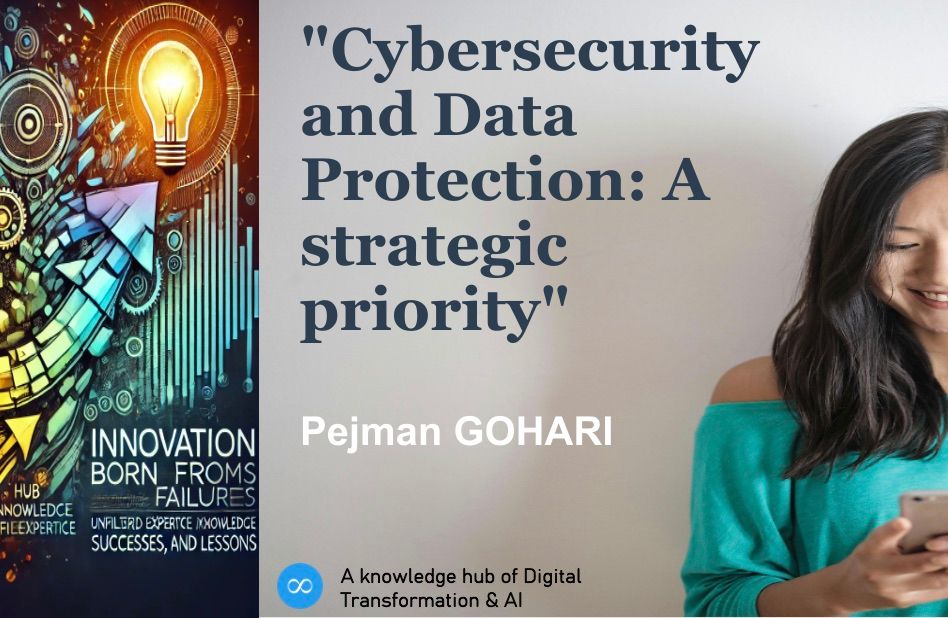 "Cybersecurity
and Data
Protection: A
strategic
priority"
Pejman GOHARI
A knowledge hub of Digital
Transformation & AI
INNOVATION
BORN FROMS
FAILURES
HUB
SUCCESSES, AND LESSONS